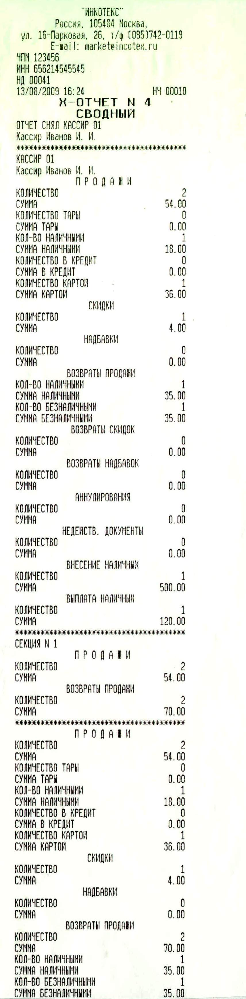 "ИНКОТЕКС"
Россия, 105484 Москва,
ул. 16-Парковая, 26, т/ф (095)742-0119
E-mail: market@incotex.ru
ЧПМ 123456
ИНН 656214545545
НД 00041
13/08/2009 16:24 НЧ 00010
Х-ОТЧЕТ N 4
СВОДНЫЙ
ОТЧЕТ СНЯЛ КАССИР 01
Кассир Иванов И. И.
****************************************
КАССИР 01
Кассир Иванов И. И.
П Р О Д А Ж И
КОЛИЧЕСТВО 2
СУММА 54.00
КОЛИЧЕСТВО ТАРЫ 0
СУММА ТАРЫ 0.00
КОЛ-ВО НАЛИЧНЫМИ 1
СУММА НАЛИЧНЫМИ 18.00
КОЛИЧЕСТВО В КРЕДИТ 0
СУММА В КРЕДИТ 0.00
КОЛИЧЕСТВО КАРТОЙ 1
СУММА КАРТОЙ 36.00
СКИДКИ
КОЛИЧЕСТВО 1
СУММА 4.00
НАДБАВКИ
КОЛИЧЕСТВО 0
СУММА 0.00
ВОЗВРАТЫ ПРОДАЖИ
КОЛ-ВО НАЛИЧНЫМИ 1
СУММА НАЛИЧНЫМИ 35.00
КОЛ-ВО БЕЗНАЛИЧНЫМИ 1
СУММА БЕЗНАЛИЧНЫМИ 35.00
ВОЗВРАТЫ СКИДОК
КОЛИЧЕСТВО 0
СУММА 0.00
ВОЗВРАТЫ НАДБАВОК
КОЛИЧЕСТВО 0
СУММА 0.00
АННУЛИРОВАНИЯ
КОЛИЧЕСТВО 0
СУММА 0.00
НЕДЕЙСТВ. ДОКУМЕНТЫ
КОЛИЧЕСТВО 0
СУММА 0.00
ВНЕСЕНИЕ НАЛИЧНЫХ
КОЛИЧЕСТВО 1
СУММА 500.00
ВЫПЛАТА НАЛИЧНЫХ
КОЛИЧЕСТВО 1
СУММА 120.00
****************************************
СЕКЦИЯ N 1
П Р О Д А Ж И
КОЛИЧЕСТВО 2
СУММА 54.00
ВОЗВРАТЫ ПРОДАЖИ
КОЛИЧЕСТВО 2
СУММА 70.00
****************************************
П Р О Д А Ж И
КОЛИЧЕСТВО 2
СУММА 54.00
КОЛИЧЕСТВО ТАРЫ 0
СУММА ТАРЫ 0.00
КОЛ-ВО НАЛИЧНЫМИ 1
СУММА НАЛИЧНЫМИ 18.00
КОЛИЧЕСТВО В КРЕДИТ 0
СУММА В КРЕДИТ 0.00
КОЛИЧЕСТВО КАРТОЙ 1
СУММА КАРТОЙ 36.00
СКИДКИ
КОЛИЧЕСТВО 1
СУММА 4.00
НАДБАВКИ
КОЛИЧЕСТВО 0
СУММА 0.00
ВОЗВРАТЫ ПРОДАЖИ
КОЛИЧЕСТВО 2
СУММА 70.00
КОЛ-ВО НАЛИЧНЫМИ 1
СУММА НАЛИЧНЫМИ 35.00
КОЛ-ВО БЕЗНАЛИЧНЫМИ 1
СУММА БЕЗНАЛИЧНЫМИ 35.00